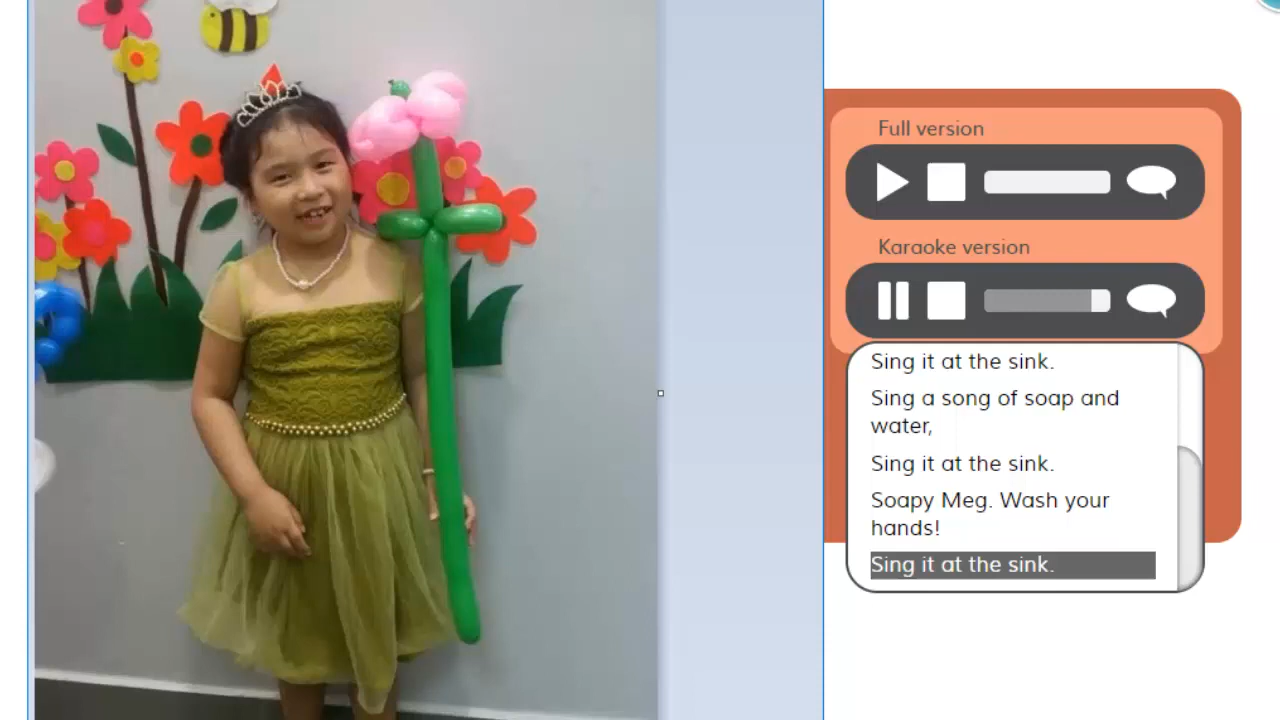 Full version
Karaoke version
Sing it at the sink.
Sing a song of soap and
water,
Sing it at the sink.
Soapy Meg. Wash your
hands!
Sing it at the sink.